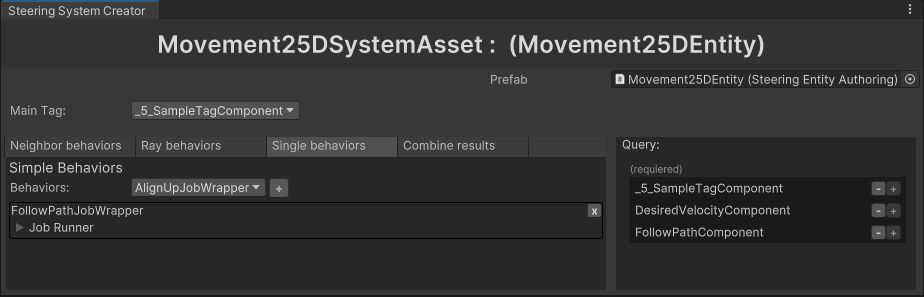 Steering System Creator
Movement25DSystemAsset : (Movement25DEntity)
Prefab
Movement25DEntity (Steering Entity Authoring)
Main Tag:
_5_SampleTagComponent
Neighbor behaviors
Ray behaviors
Single behaviors
Combine results
Simple Behaviors
Behaviors:
AlignUpJobWrapper
+
FollowPathJobWrapper
x
Job Runner
Query:
(requiered)
_5_SampleTagComponent
- +
DesiredVelocityComponent
- +
FollowPathComponent
- +